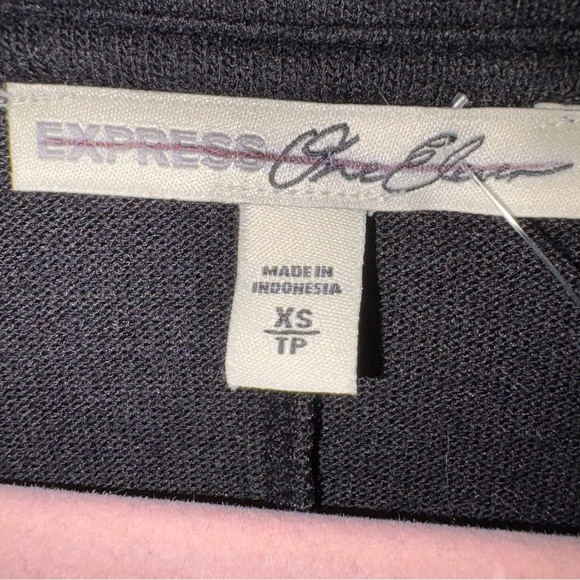 EXPRESS One Eleven
MADE IN
INDONESIA
XS
TP